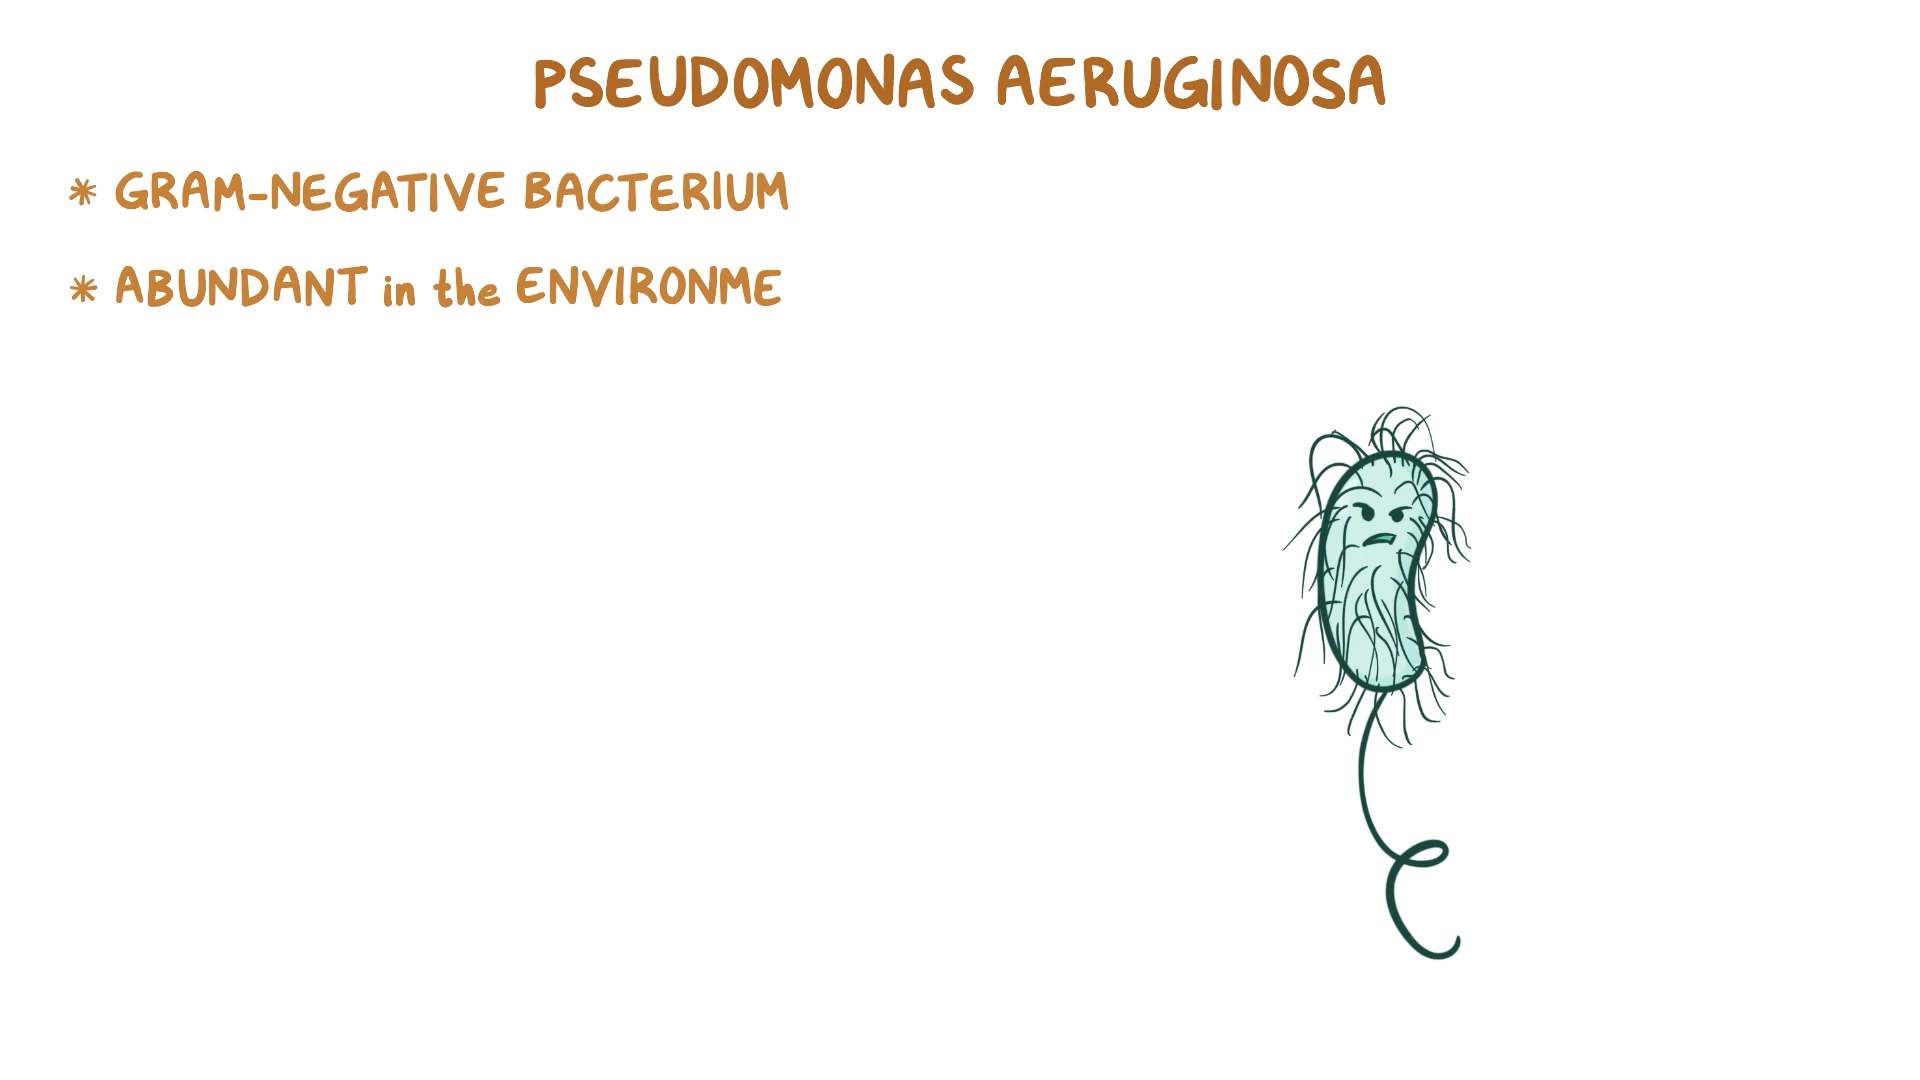 PSEUDOMONAS AERUGINOSA
* GRAM-NEGATIVE BACTERIUM
* ABUNDANT in the ENVIRONME